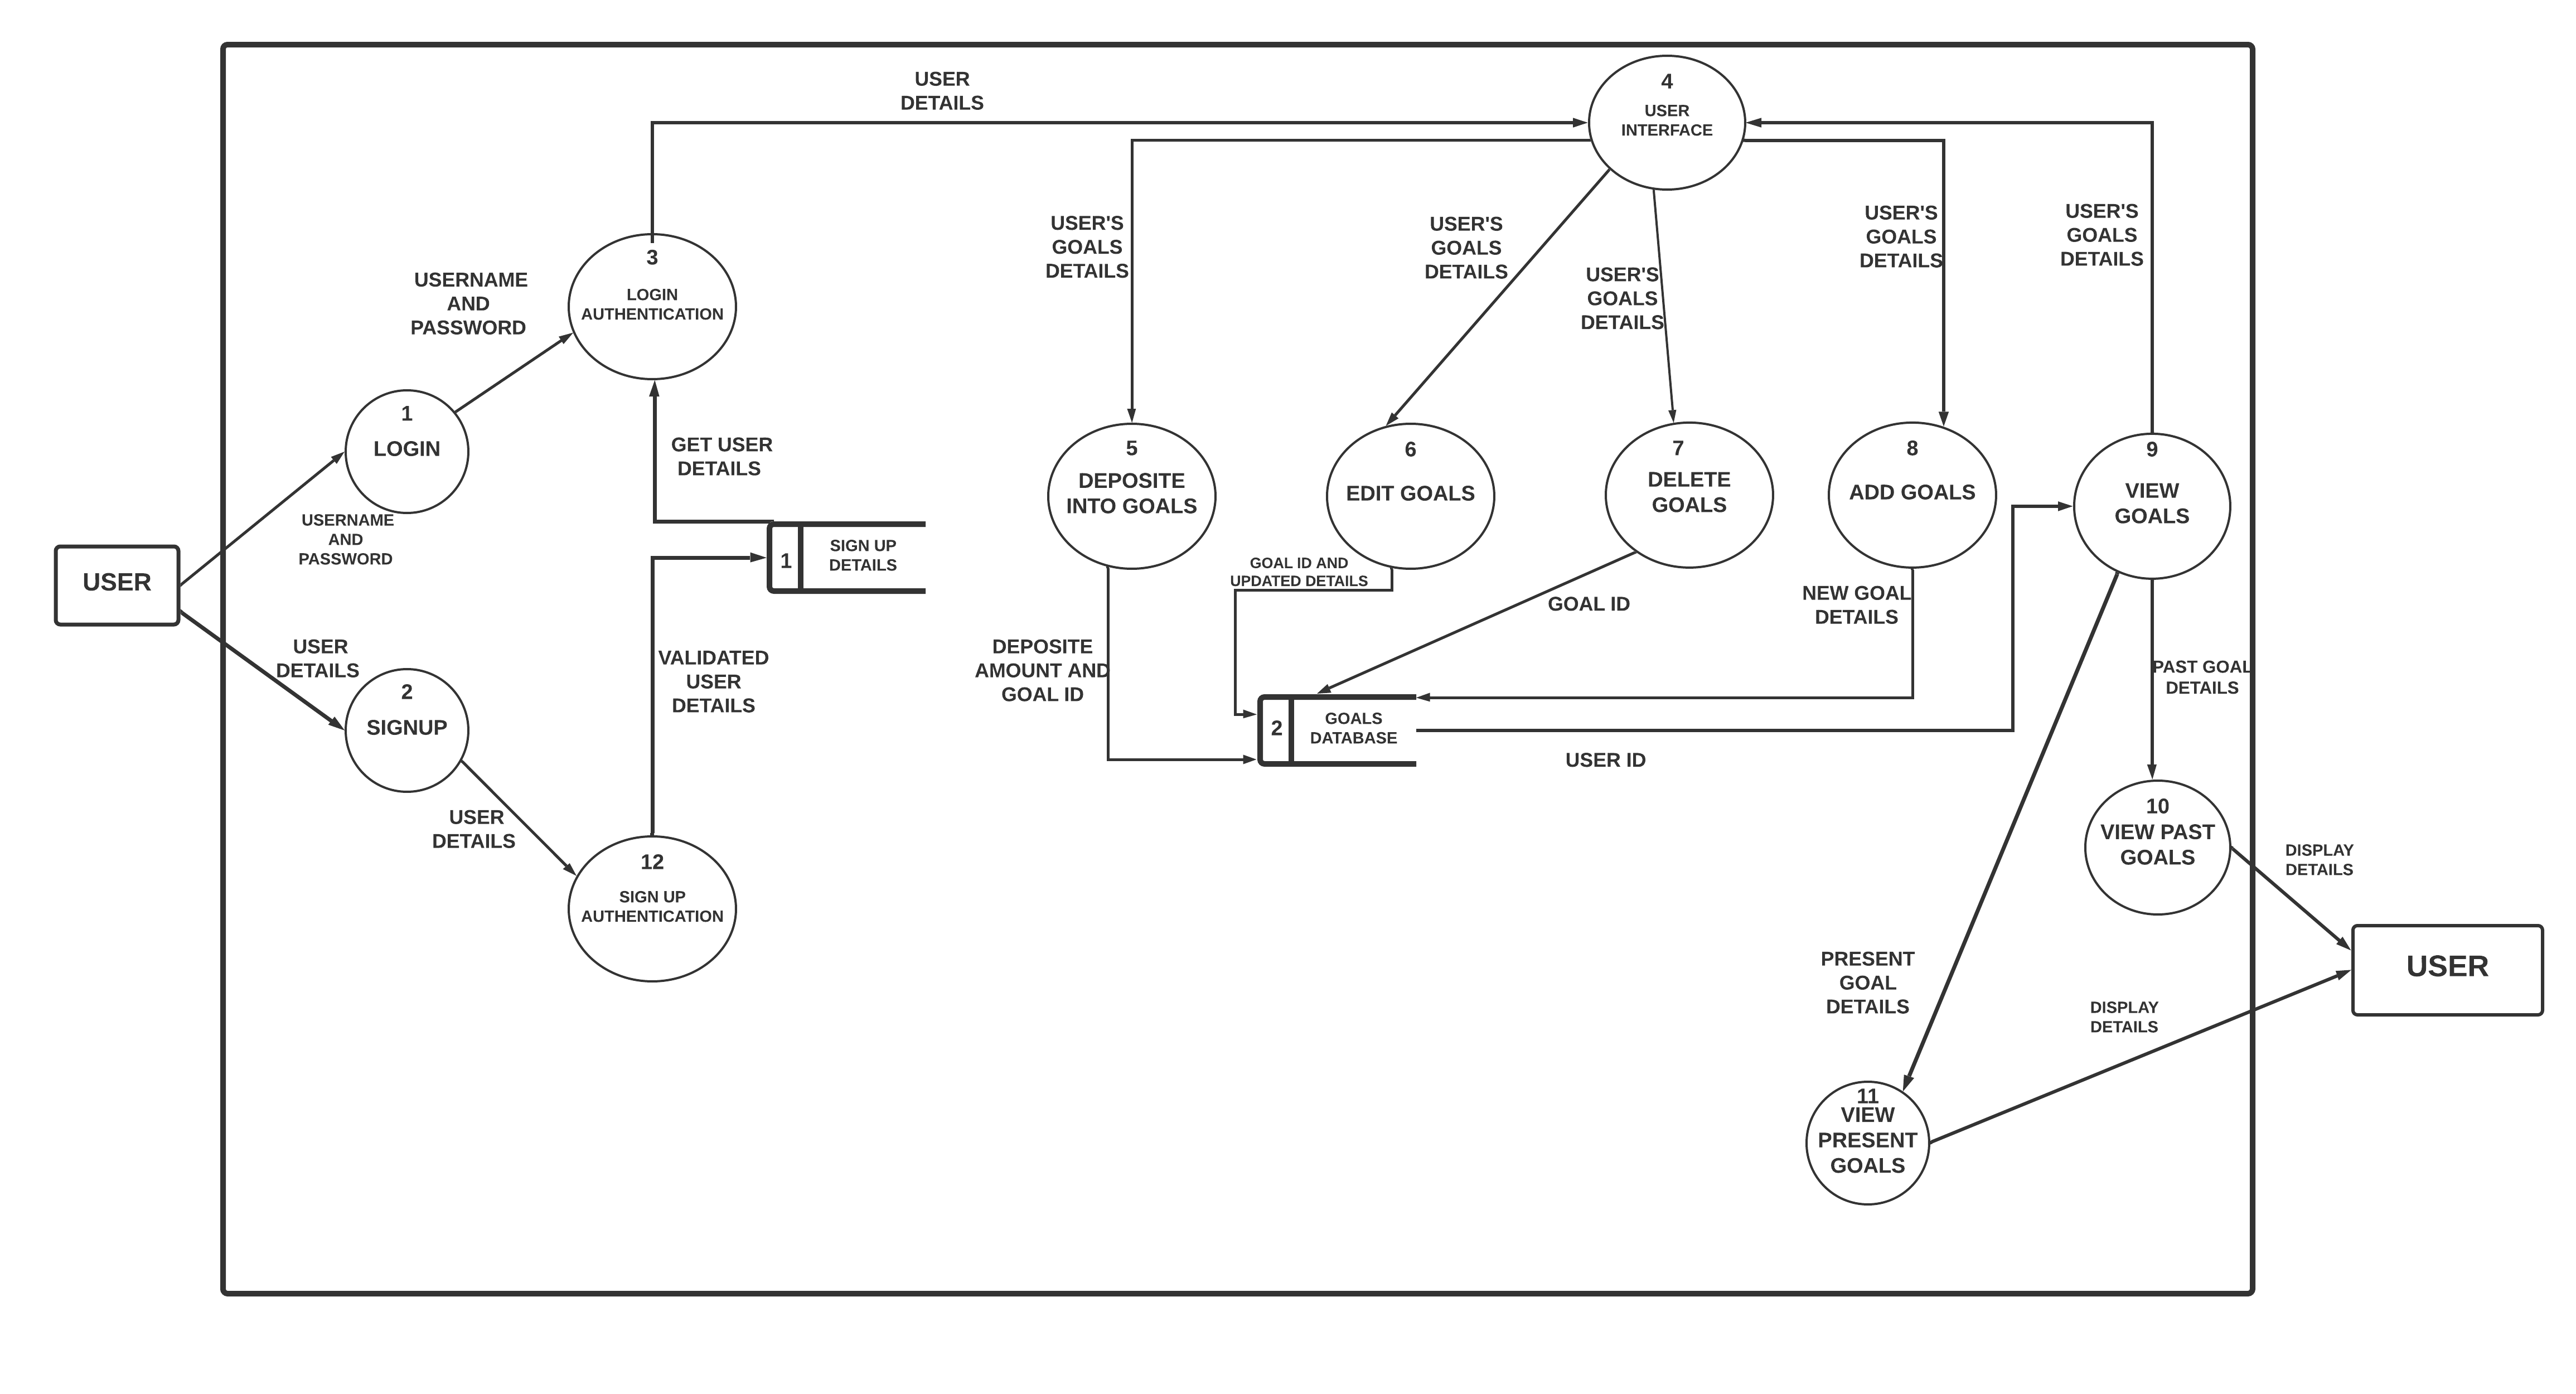 USER
DETAILS
4
USER
INTERFACE
USER'S
GOALS
DETAILS
USER'S
GOALS
DETAILS
USER'S
GOALS
DETAILS
USER'S
GOALS
DETAILS
USER'S
GOALS
DETAILS
3
LOGIN
AUTHENTICATION
USERNAME
AND
PASSWORD
1
LOGIN
GET USER
DETAILS
USERNAME
AND
PASSWORD
USER
1
SIGN UP
DETAILS
5
DEPOSITE
INTO GOALS
6
EDIT GOALS
7
DELETE
GOALS
8
ADD GOALS
9
VIEW
GOALS
GOAL ID AND
UPDATED DETAILS
GOAL ID
NEW GOAL
DETAILS
USER
DETAILS
2
SIGNUP
VALIDATED
USER
DETAILS
DEPOSITE
AMOUNT AND
GOAL ID
2
GOALS
DATABASE
USER ID
PAST GOAL
DETAILS
USER
DETAILS
12
SIGN UP
AUTHENTICATION
10
VIEW PAST
GOALS
DISPLAY
DETAILS
USER
PRESENT
GOAL
DETAILS
DISPLAY
DETAILS
11
VIEW
PRESENT
GOALS